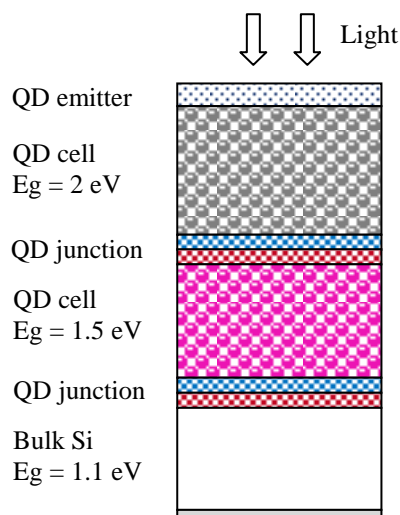 Light
QD emitter
QD cell
Eg = 2 eV
QD junction
QD cell
Eg = 1.5 eV
QD junction
Bulk Si
Eg = 1.1 eV